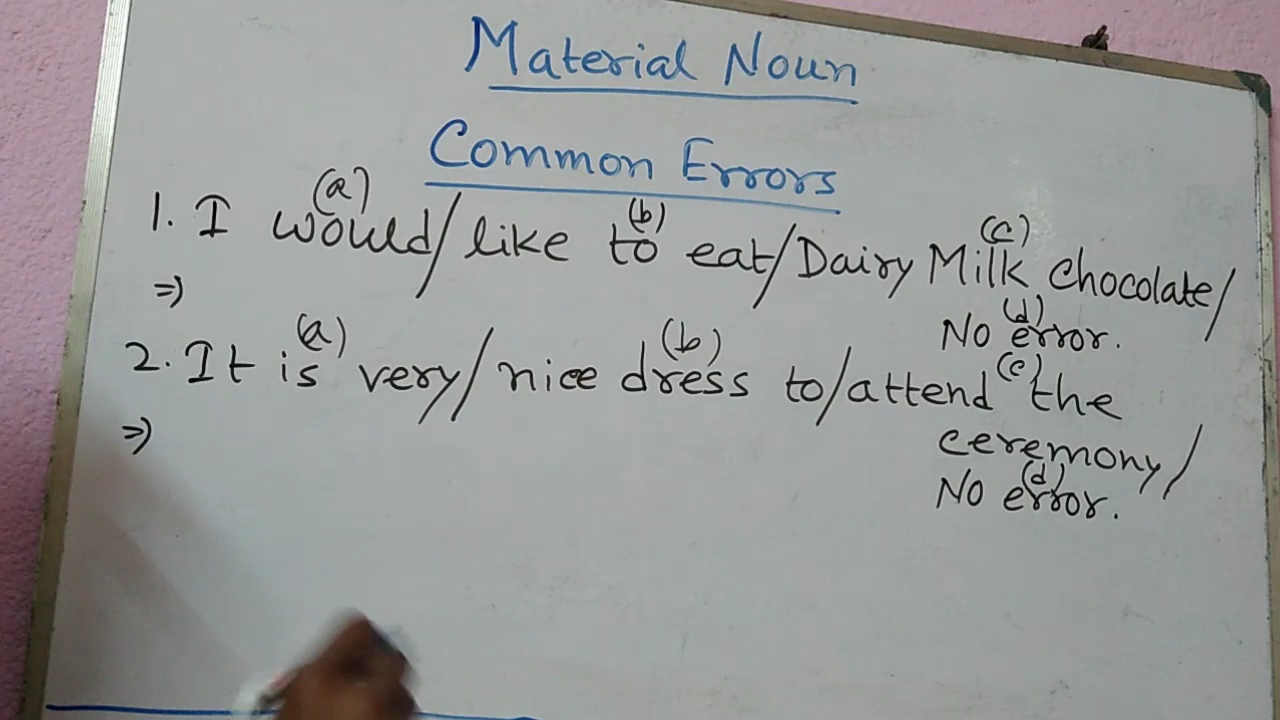 Material Noun
Common Errors
(a) (b) (c)
1. I would/like to eat/Dairy Milk chocolate/
(d)
⇒) No error.
(a) (b) (c)
2. It is very/nice dress to/attend the
⇒) ceremony/
(d)
No error.